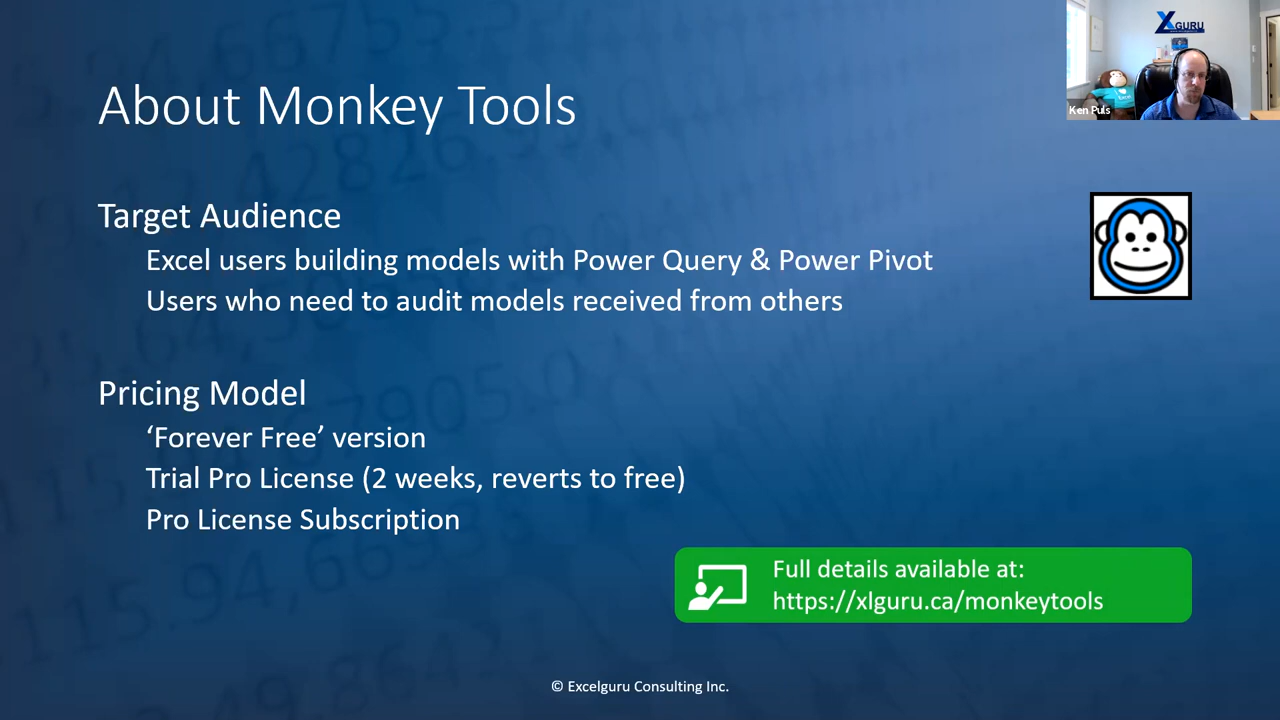 About Monkey Tools
XGURU
Ken Puls
Target Audience
Excel users building models with Power Query & Power Pivot
Users who need to audit models received from others
Pricing Model
‘Forever Free’ version
Trial Pro License (2 weeks, reverts to free)
Pro License Subscription
Full details available at:
https://xlguru.ca/monkeytools
© Excelguru Consulting Inc.